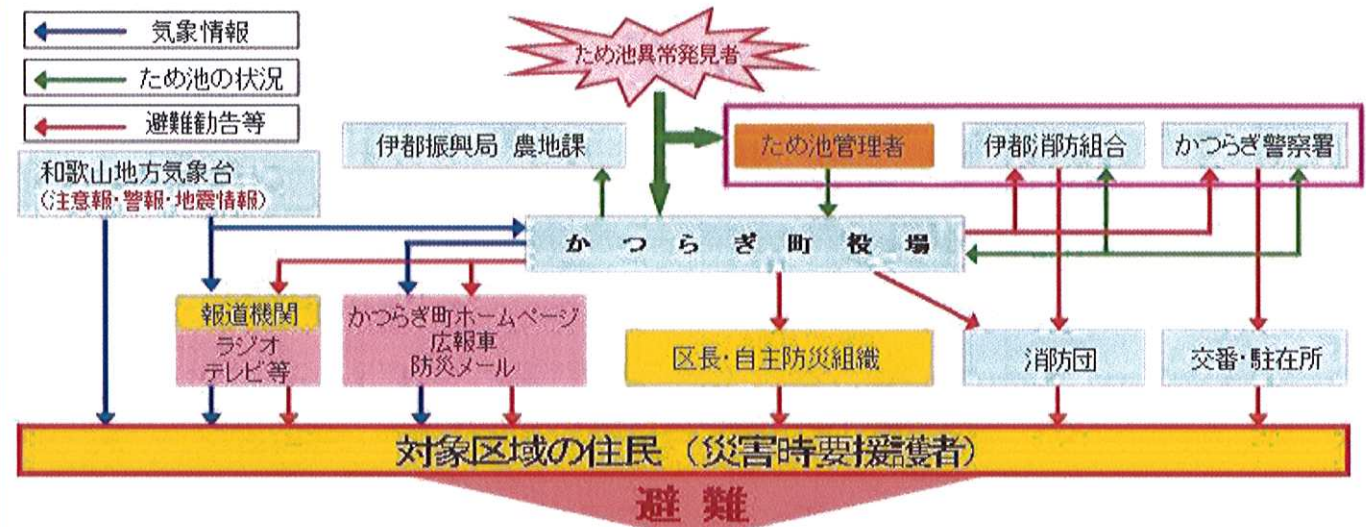 気象情報
ため池の状況
避難勧告等
ため池異常発見者
伊都振興局 農地課
ため池管理者
伊都消防組合
かつらぎ警察署
和歌山地方気象台
(注意報・警報・地震情報)
かつらぎ町役場
報道機関
ラジオ
テレビ等
かつらぎ町ホームページ
広報車
防災メール
区長・自主防災組織
消防団
交番・駐在所
対象区域の住民（災害時要援護者）
避難